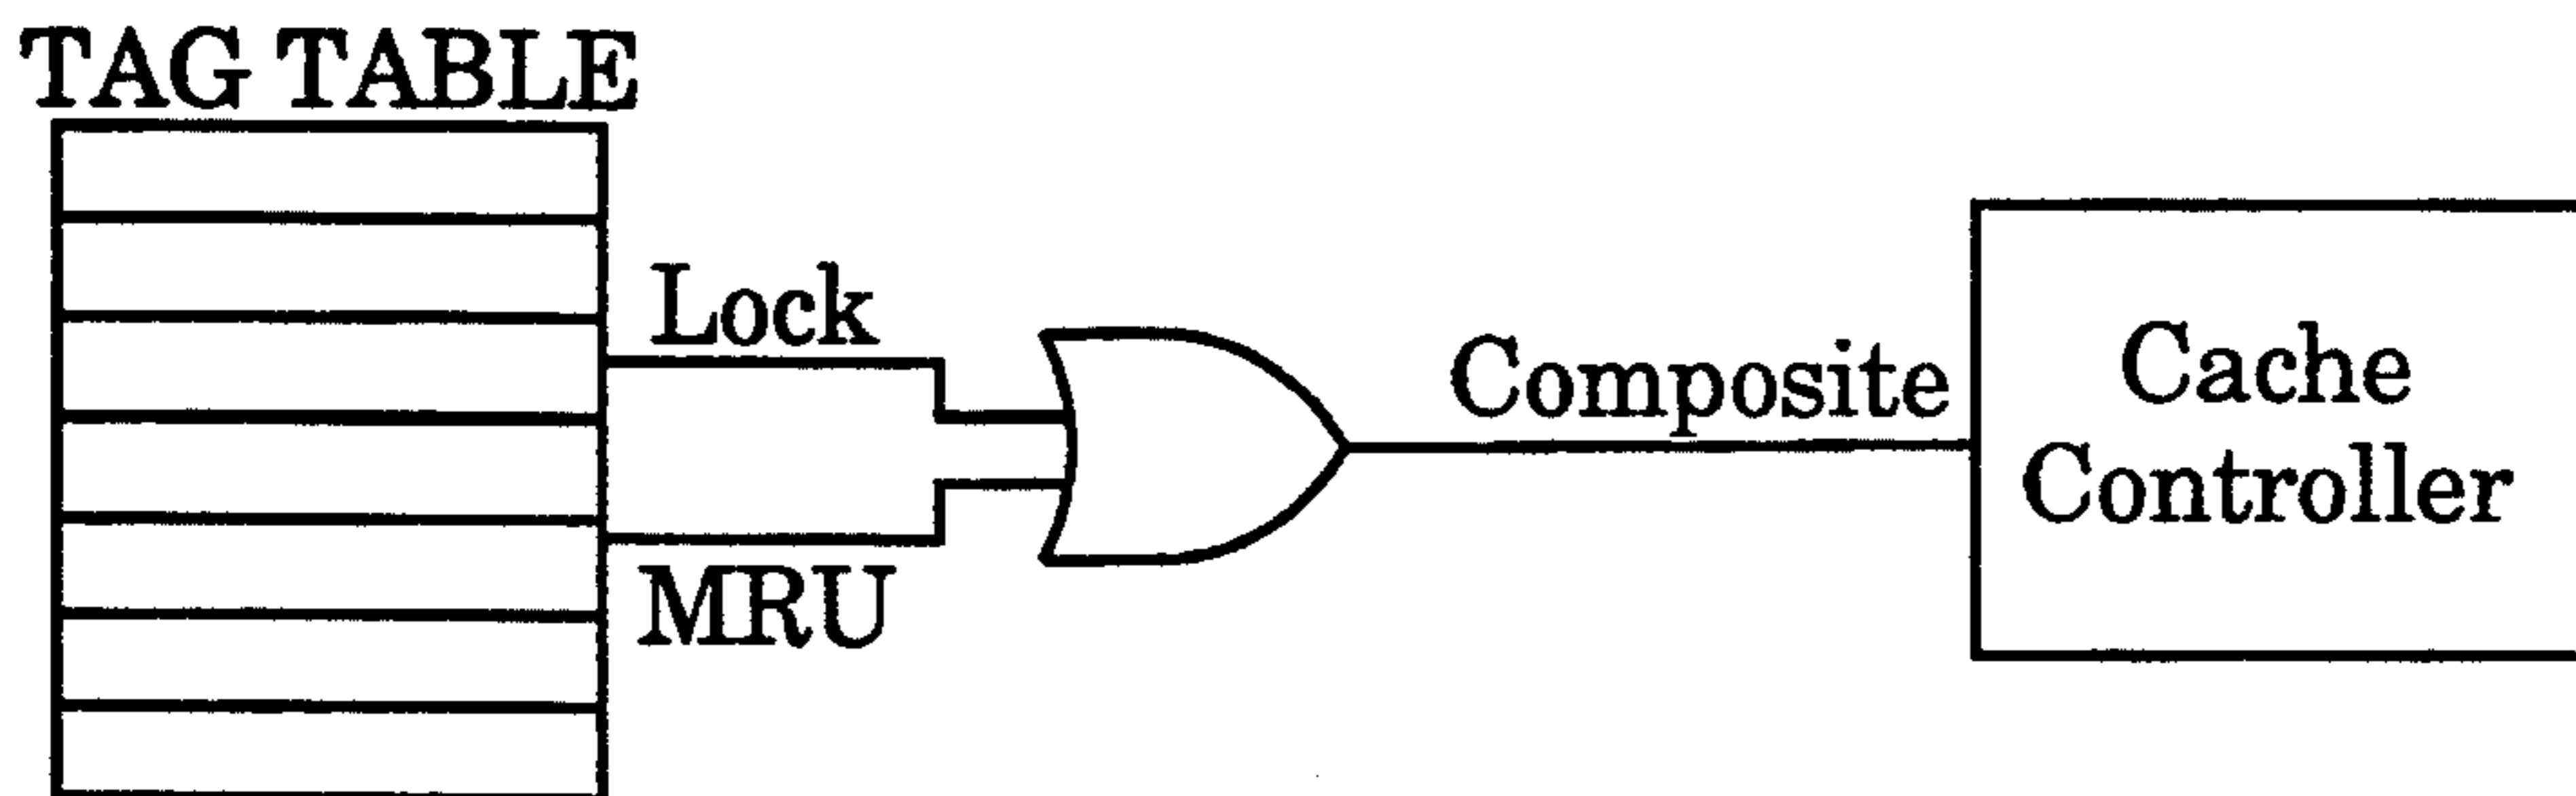 TAG TABLE
Lock
MRU
Composite
Cache
Controller